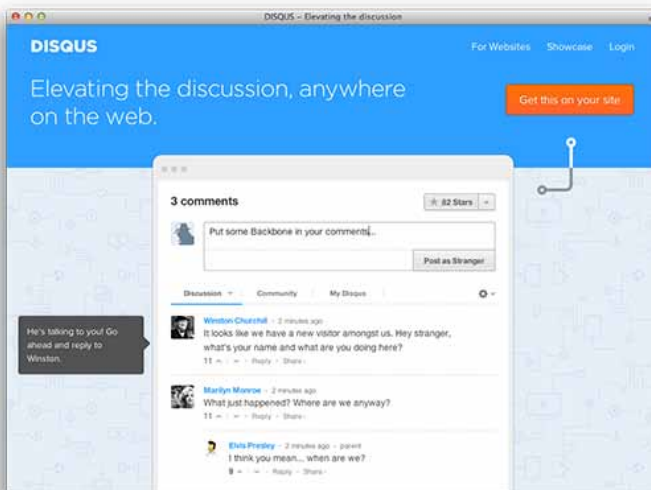 DISQUS – Elevating the discussion
DISQUS
For Websites Showcase Login
Elevating the discussion, anywhere
on the web.
Get this on your site
3 comments
82 Stars
Put some Backbone in your comments...
Post as Stranger
Discussion Community My Disqus
Winston Churchill • 2 minutes ago
It looks like we have a new visitor amongst us. Hey stranger,
what's your name and what are you doing here?
11 Reply • Share ›
He's talking to you! Go
ahead and reply to
Winston.
Marilyn Monroe • 2 minutes ago
What just happened? Where are we anyway?
11 Reply • Share ›
Elvis Presley • 2 minutes ago • parent
I think you mean... when are we?
9 Reply • Share ›